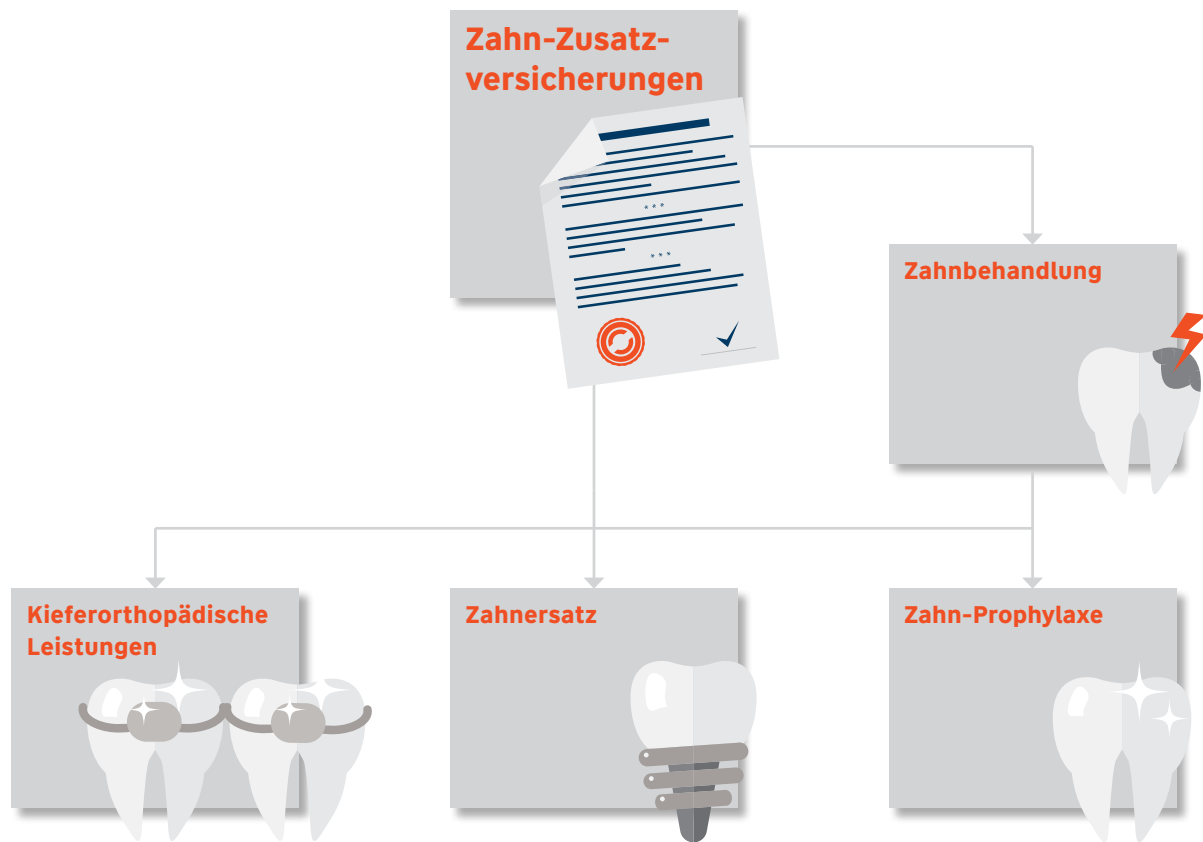 Zahn-Zusatz-
versicherungen
* * *
* * *
Zahnbehandlung
Kieferorthopädische
Leistungen
Zahnersatz
Zahn-Prophylaxe